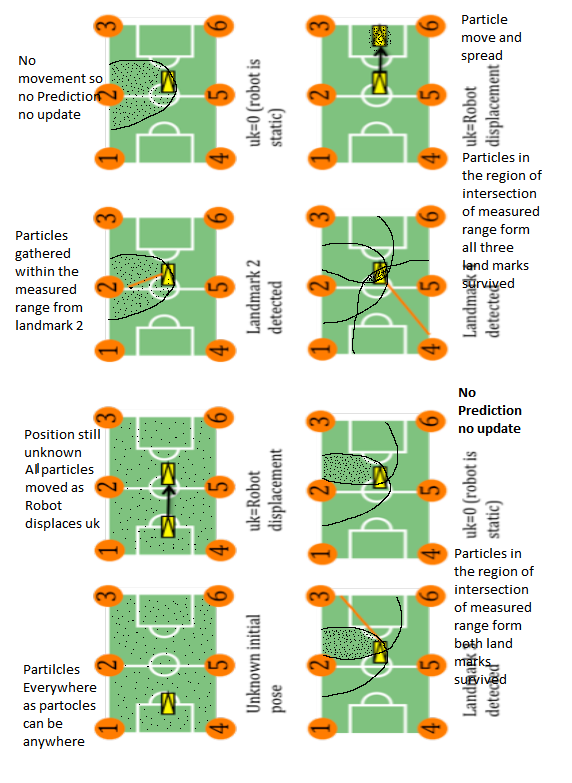 No
movement so
no Prediction
no update
3
6
2
5
1
4
uk=0 (robot is
static)
Particle
move and
spread
3
6
2
5
1
4
uk=Robot
displacement
Particles
gathered
within the
measured
range from
landmark 2
3
6
2
5
1
4
Landmark 2
detected
Particles in
the region of
intersection
of measured
range form
all three
land marks
survived
3
6
2
5
1
4
Landmark
detected
Position still
unknown
All particles
moved as
Robot
displaces uk
3
6
2
5
1
4
uk=Robot
displacement
No
Prediction
no update
3
6
2
5
1
4
uk=0 (robot is
static)
Partilcles
Everywhere
as partocles
can be
anywhere
3
6
2
5
1
4
Unknown initial
pose
Particles in
the region of
intersection
of measured
range form
both land
marks
survived
3
6
2
5
1
4
detected